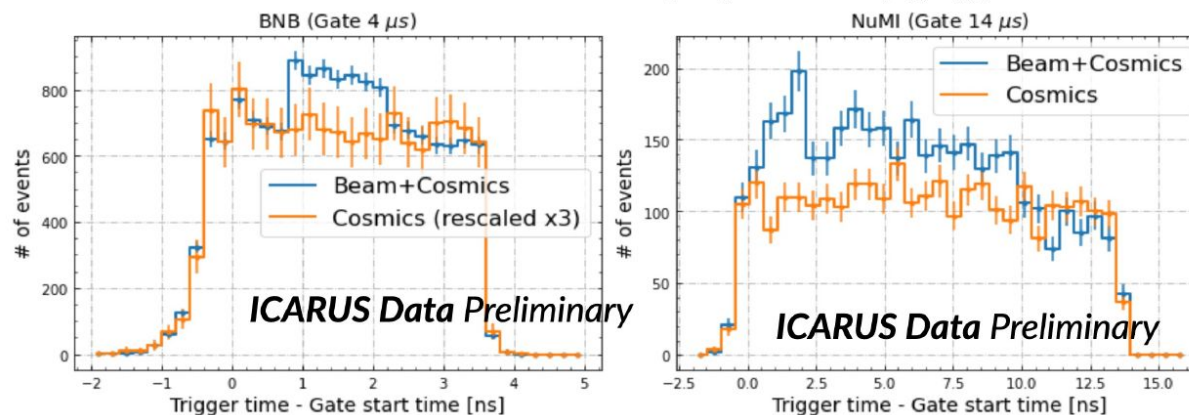 BNB (Gate 4 μs)
# of events
800
600
400
200
0
Beam+Cosmics
Cosmics (rescaled x3)
ICARUS Data Preliminary
−2 −1 0 1 2 3 4 5
Trigger time - Gate start time [ns]
NuMI (Gate 14 μs)
# of events
200
150
100
50
0
Beam+Cosmics
Cosmics
ICARUS Data Preliminary
−2.5 0.0 2.5 5.0 7.5 10.0 12.5 15.0
Trigger time - Gate start time [ns]